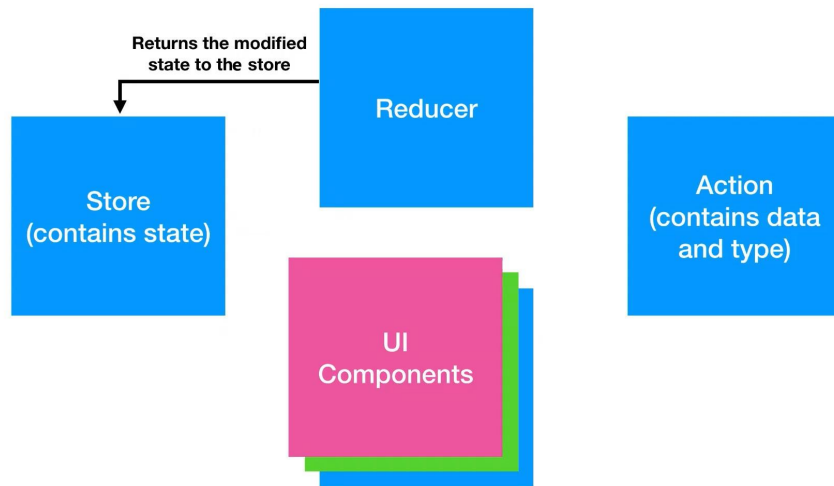 Returns the modified
state to the store
Reducer
Store
(contains state)
Action
(contains data
and type)
UI
Components